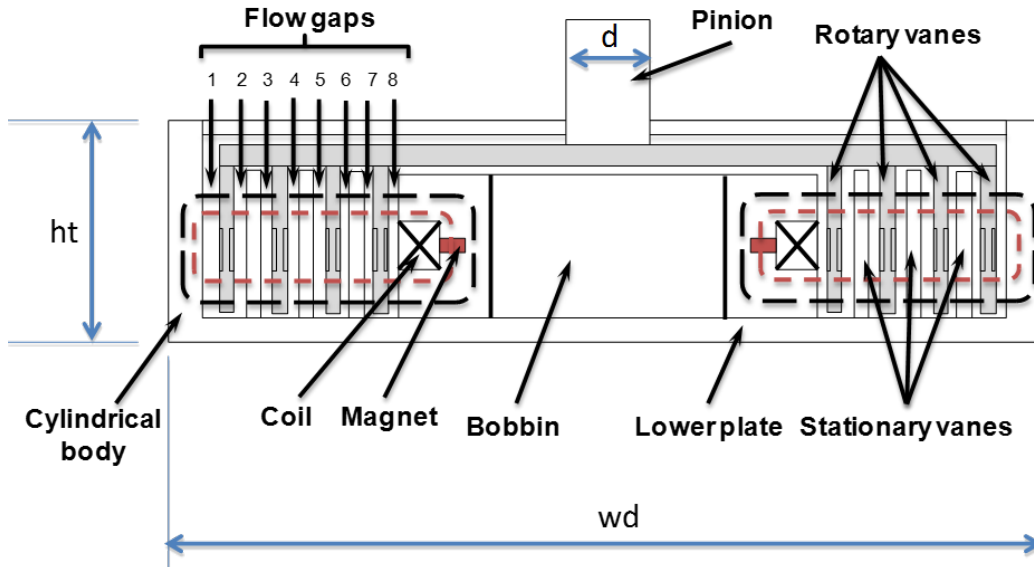 Flow gaps
1 2 3 4 5 6 7 8
d
Pinion
Rotary vanes
ht
Cylindrical
body
Coil
Magnet
Bobbin
Lower plate
Stationary vanes
wd